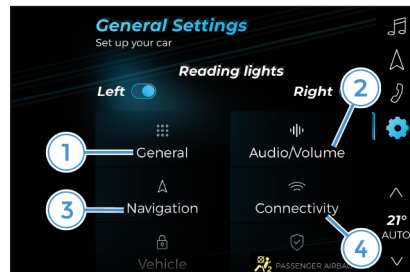 General Settings
Set up your car
Reading lights
Left Right
1 2
General Audio/Volume
3
Navigation Connectivity
21°
AUTO
4
Vehicle
PASSENGER AIRBAG